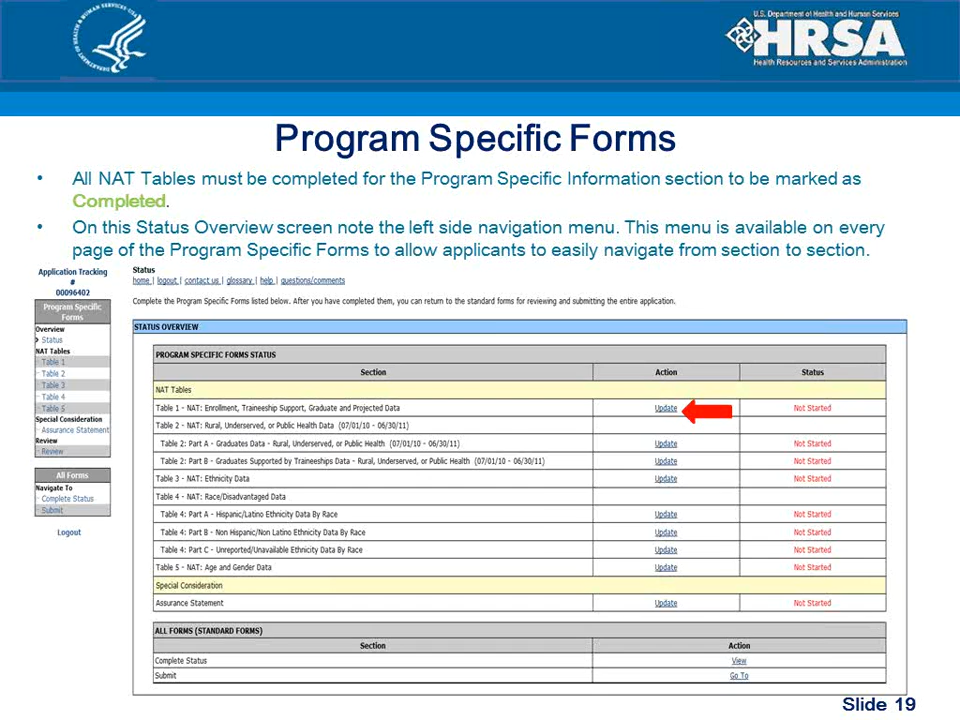 U.S. Department of Health and Human Services
HRSA
Health Resources and Services Administration
Program Specific Forms
• All NAT Tables must be completed for the Program Specific Information section to be marked as
Completed.
• On this Status Overview screen note the left side navigation menu. This menu is available on every
page of the Program Specific Forms to allow applicants to easily navigate from section to section.
Application Tracking
#
00096402
Program Specific
Forms
Overview
Status
NAT Tables
Table 1
Table 2
Table 3
Table 4
Table 5
Special Consideration
Assurance Statement
Review
Review
All Forms
Navigate To
Complete Status
Submit
Logout
Status
home | logout | contact us | glossary | help | questions/comments
Complete the Program Specific Forms listed below. After you have completed them, you can return to the standard forms for reviewing and submitting the entire application.
STATUS OVERVIEW
PROGRAM SPECIFIC FORMS STATUS
Section Action Status
NAT Tables
Table 1 - NAT: Enrollment, Traineeship Support, Graduate and Projected Data Update Not Started
Table 2 - NAT: Rural, Underserved, or Public Health Data (07/01/10 - 06/30/11)
Table 2: Part A - Graduates Data - Rural, Underserved, or Public Health (07/01/10 - 06/30/11) Update Not Started
Table 2: Part B - Graduates Supported by Traineeships Data - Rural, Underserved, or Public Health (07/01/10 - 06/30/11) Update Not Started
Table 3 - NAT: Ethnicity Data Update Not Started
Table 4 - NAT: Race/Disadvantaged Data
Table 4: Part A - Hispanic/Latino Ethnicity Data By Race Update Not Started
Table 4: Part B - Non Hispanic/Non Latino Ethnicity Data By Race Update Not Started
Table 4: Part C - Unreported/Unavailable Ethnicity Data By Race Update Not Started
Table 5 - NAT: Age and Gender Data Update Not Started
Special Consideration
Assurance Statement Update Not Started
ALL FORMS (STANDARD FORMS)
Section Action
Complete Status View
Submit Go To
Slide 19